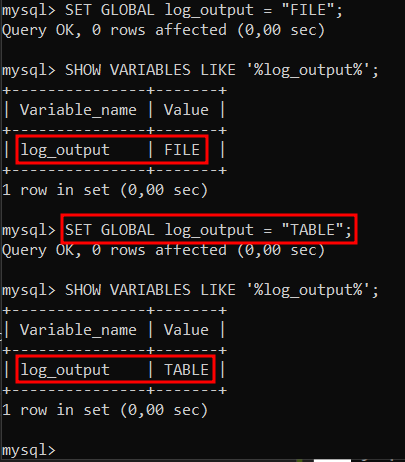 mysql> SET GLOBAL log_output = "FILE";
Query OK, 0 rows affected (0,00 sec)
mysql> SHOW VARIABLES LIKE '%log_output%';
+---------------+-------+
| Variable_name | Value |
+---------------+-------+
| log_output    | FILE  |
+---------------+-------+
1 row in set (0,00 sec)
mysql> SET GLOBAL log_output = "TABLE";
Query OK, 0 rows affected (0,00 sec)
mysql> SHOW VARIABLES LIKE '%log_output%';
+---------------+-------+
| Variable_name | Value |
+---------------+-------+
| log_output    | TABLE |
+---------------+-------+
1 row in set (0,00 sec)
mysql>